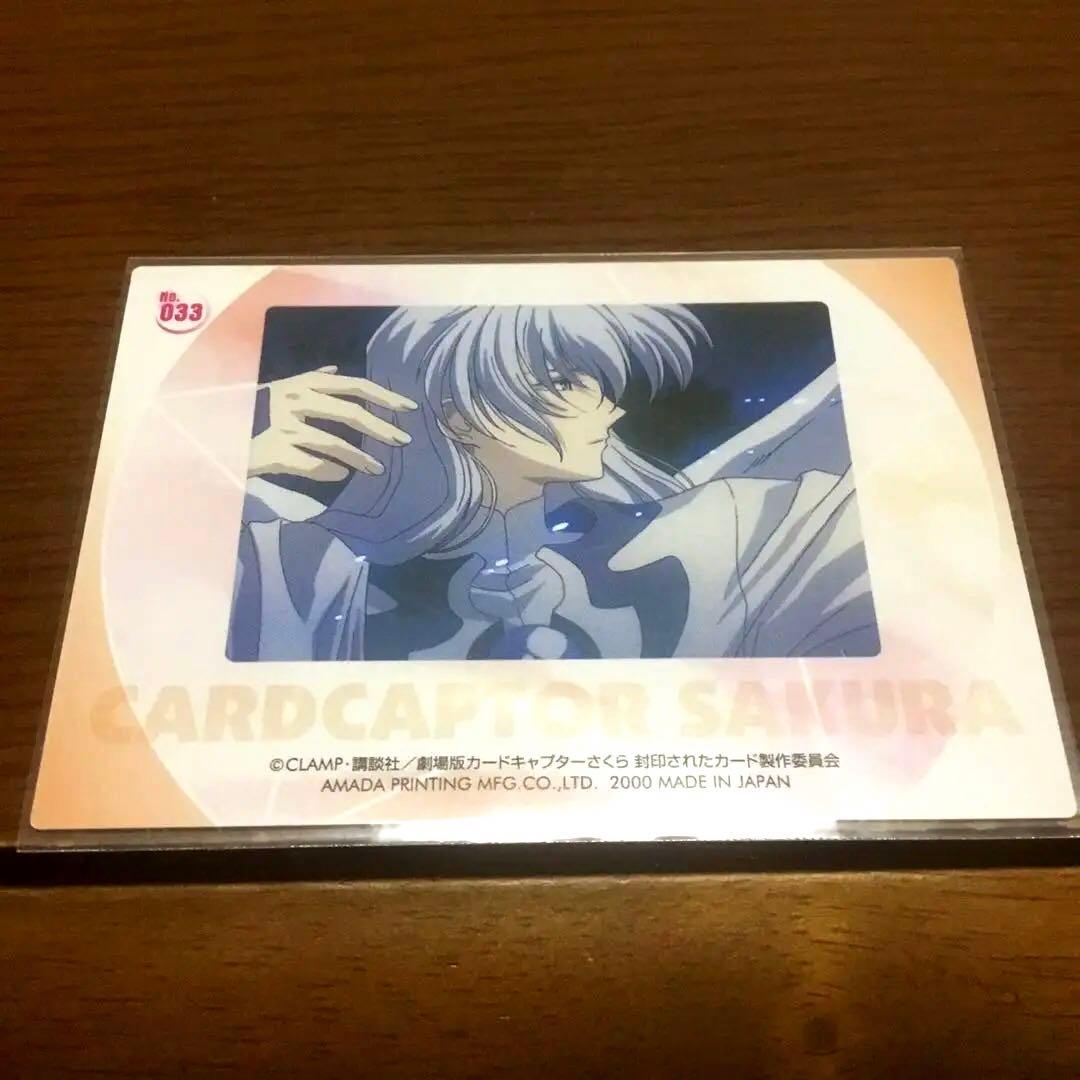 No.
033
CARDCAPTOR SAKURA
©CLAMP・講談社／劇場版カードキャプターさくら 封印されたカード製作委員会
AMADA PRINTING MFG.CO.,LTD. 2000 MADE IN JAPAN